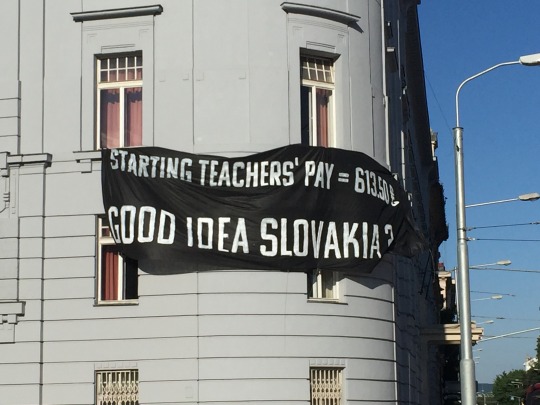 STARTING TEACHERS' PAY = 613.50 €
GOOD IDEA SLOVAKIA?